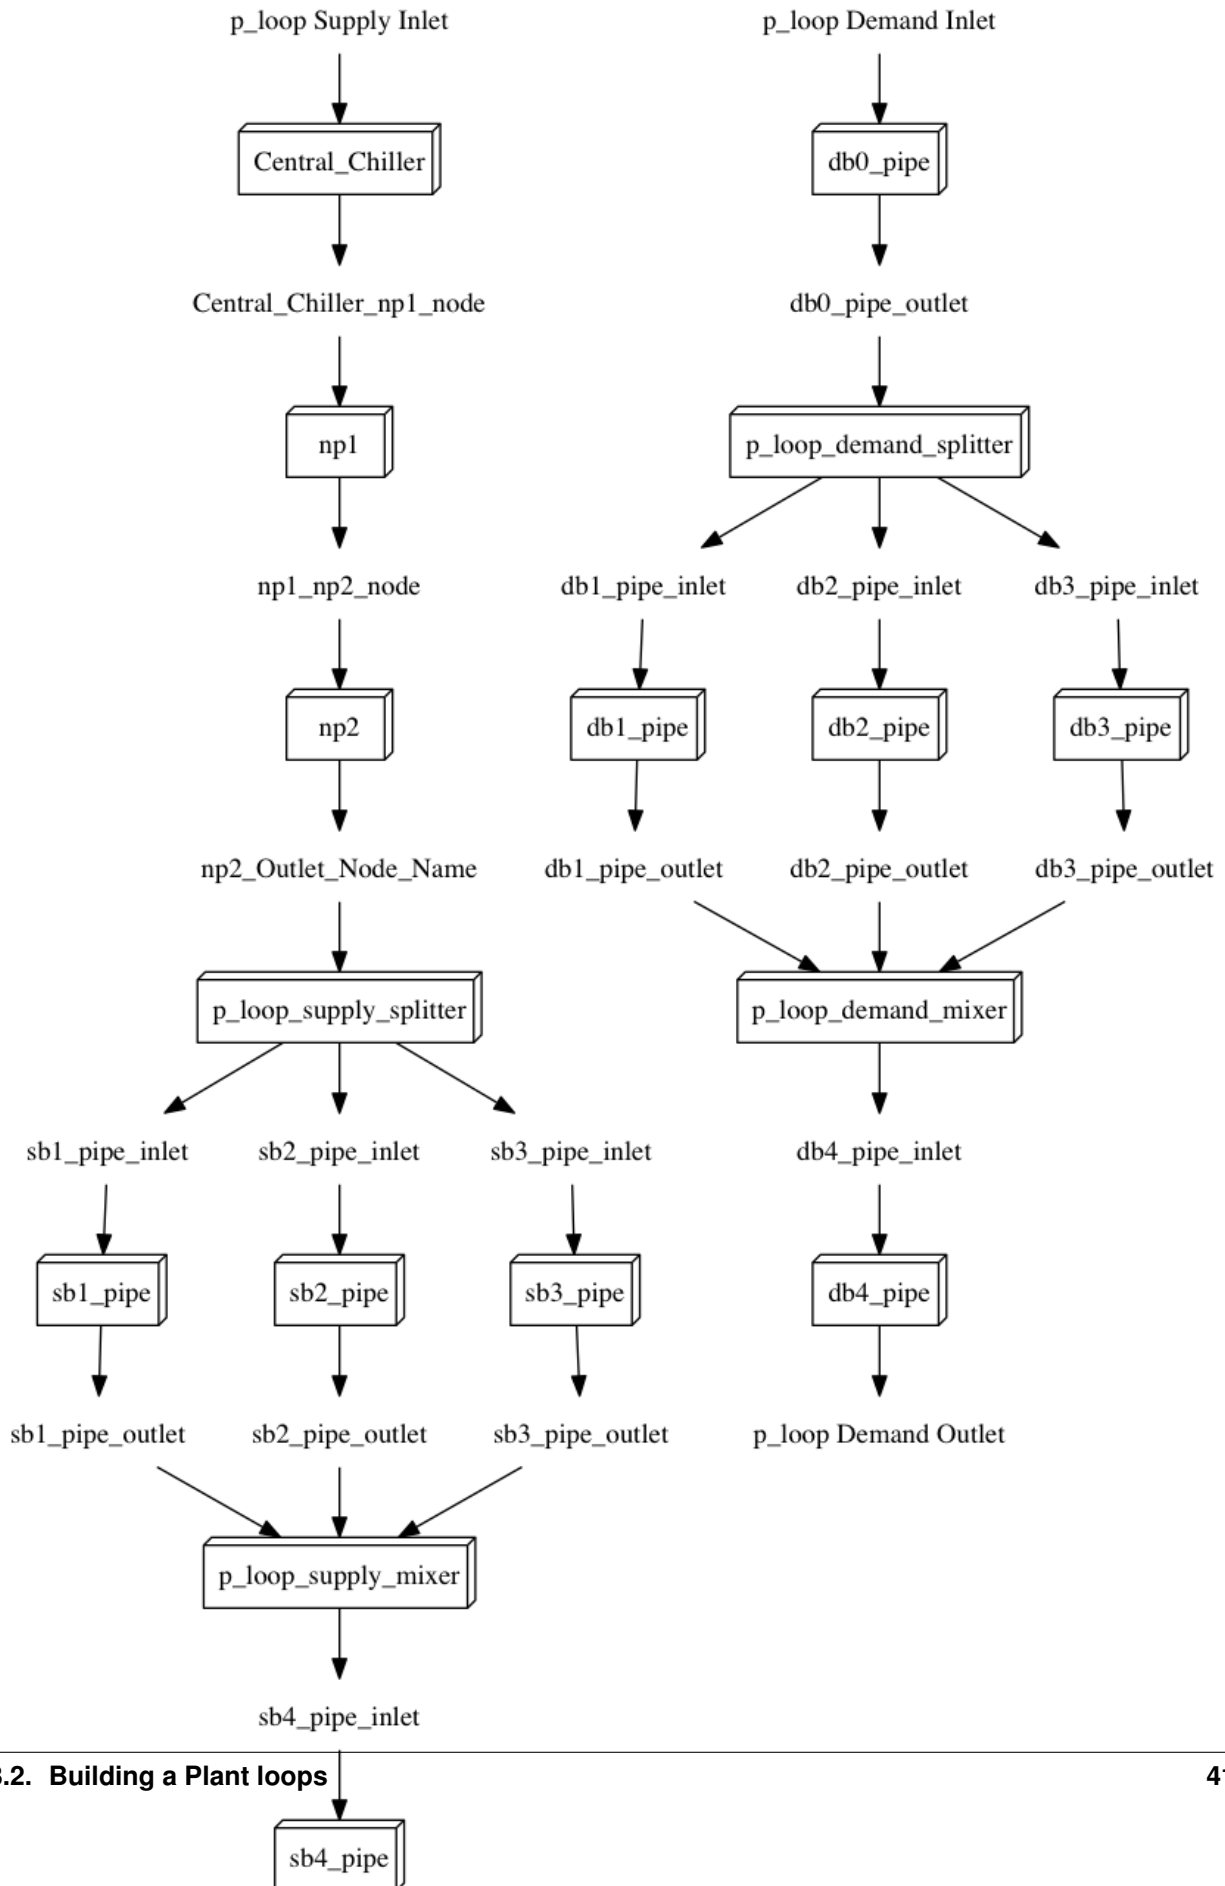 p_loop Supply Inlet
p_loop Demand Inlet
Central_Chiller
db0_pipe
Central_Chiller_np1_node
db0_pipe_outlet
np1
p_loop_demand_splitter
np1_np2_node
db1_pipe_inlet
db2_pipe_inlet
db3_pipe_inlet
np2
db1_pipe
db2_pipe
db3_pipe
np2_Outlet_Node_Name
db1_pipe_outlet
db2_pipe_outlet
db3_pipe_outlet
p_loop_supply_splitter
p_loop_demand_mixer
sb1_pipe_inlet
sb2_pipe_inlet
sb3_pipe_inlet
db4_pipe_inlet
sb1_pipe
sb2_pipe
sb3_pipe
db4_pipe
sb1_pipe_outlet
sb2_pipe_outlet
sb3_pipe_outlet
p_loop Demand Outlet
p_loop_supply_mixer
sb4_pipe_inlet
.2. Building a Plant loops
4
sb4_pipe